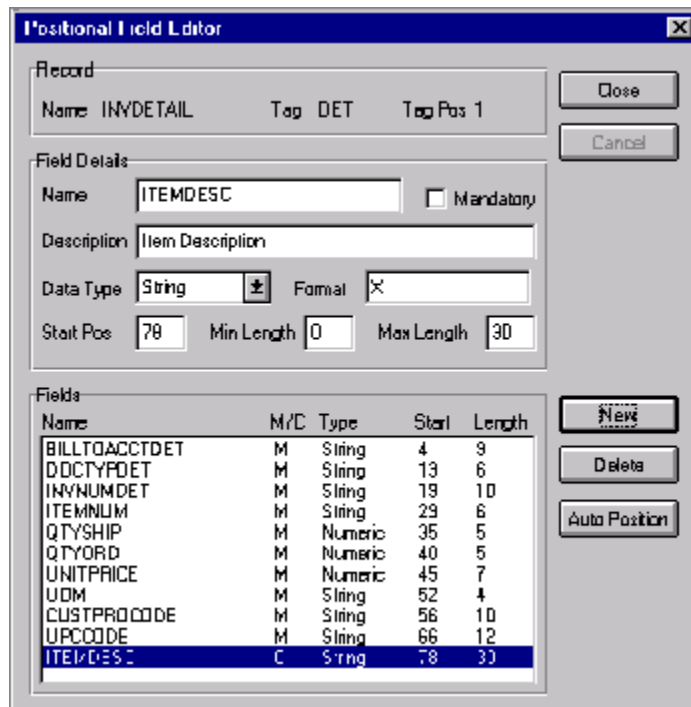 Positional Field Editor
Record
Name INVDETAIL Tag DET Tag Pos 1
Close
Cancel
Field Details
Name ITEMDESC Mandatory
Description Item Description
Data Type String Format X
Start Pos 78 Min Length 0 Max Length 30
Fields
Name M/C Type Start Length
BILLTOACCTDET M String 4 9
DOCTYPDET M String 13 6
INVNUMDET M String 19 10
ITEMNUM M String 29 6
QTYSHIP M Numeric 35 5
QTYORD M Numeric 40 5
UNITPRICE M Numeric 45 7
UOM M String 52 4
CUSTPROCODE M String 56 10
UPCCODE M String 66 12
ITEMDESC C String 78 30
New
Delete
Auto Position